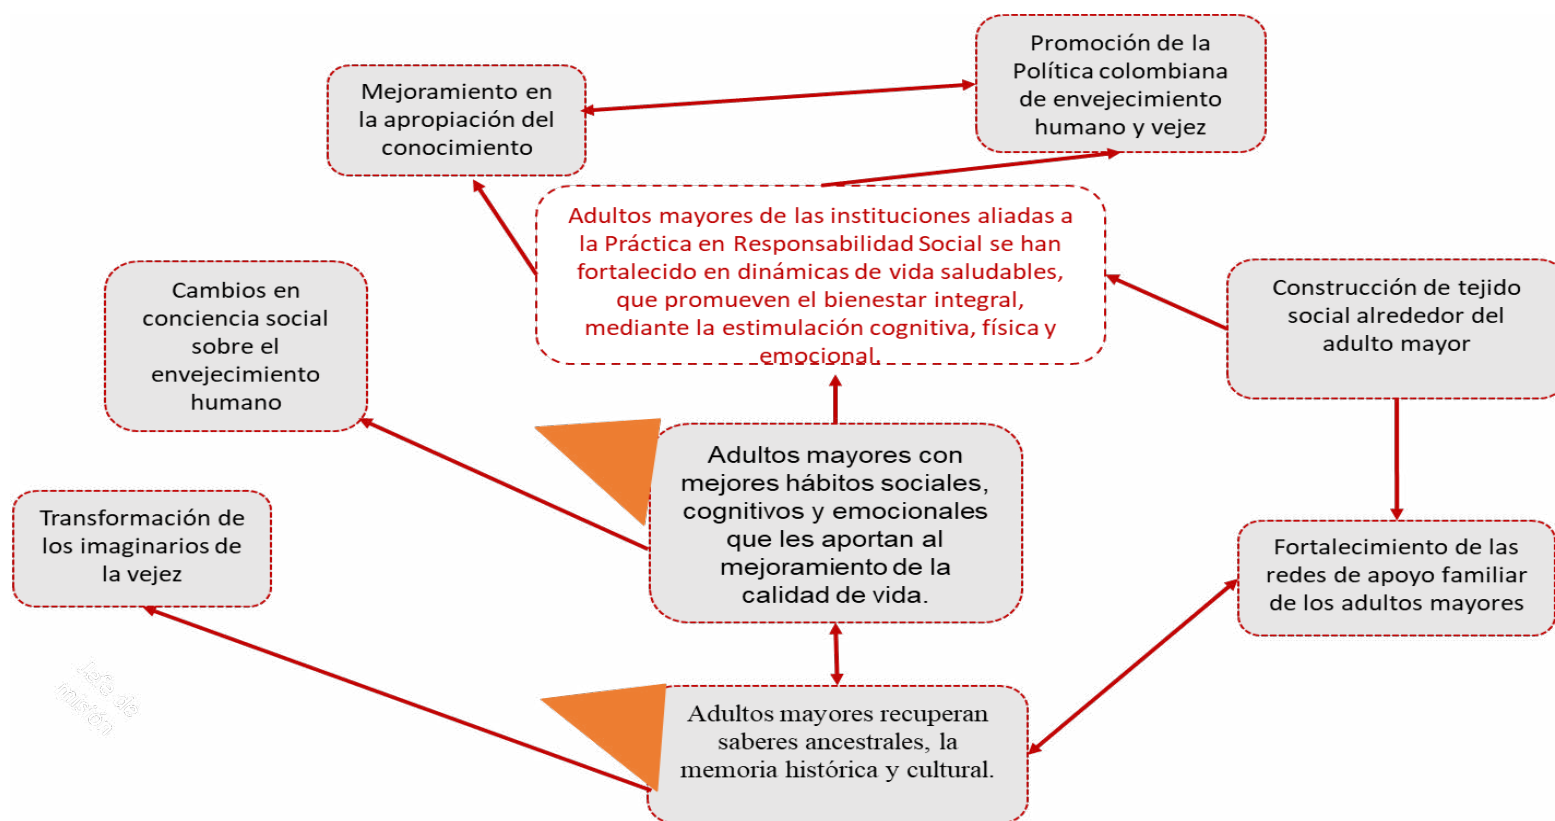 Promoción de la
Política colombiana
de envejecimiento
humano y vejez
Mejoramiento en
la apropiación del
conocimiento
Adultos mayores de las instituciones aliadas a
la Práctica en Responsabilidad Social se han
fortalecido en dinámicas de vida saludables,
que promueven el bienestar integral,
mediante la estimulación cognitiva, física y
emocional.
Cambios en
conciencia social
sobre el
envejecimiento
humano
Construcción de tejido
social alrededor del
adulto mayor
Adultos mayores con
mejores hábitos sociales,
cognitivos y emocionales
que les aportan al
mejoramiento de la
calidad de vida.
Transformación de
los imaginarios de
la vejez
Fortalecimiento de las
redes de apoyo familiar
de los adultos mayores
Jefe de
misión
Adultos mayores recuperan
saberes ancestrales, la
memoria histórica y cultural.